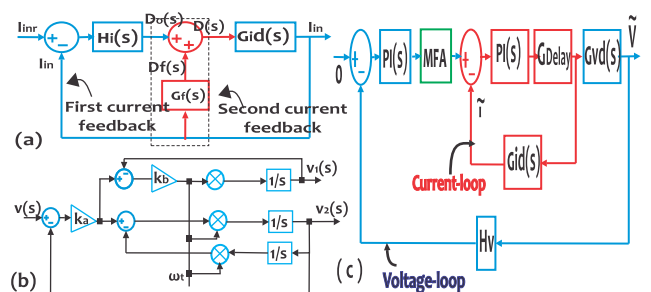 Iinr
+
-
Iin
Hi(s)
Do(s)
+
+
D(s)
Gid(s)
Iin
Df(s)
Gf(s)
First current
feedback
Second current
feedback
(a)
v(s)
+
-
ka
-
kb
1/s
v1(s)
+
-
1/s
v2(s)
1/s
ωt
(b)
0
+
-
PI(s)
MFA
+
-
PI(s)
GDelay
Gvd(s)
Ṽ
ĩ
Current-loop
Gid(s)
Hv
Voltage-loop
(c)